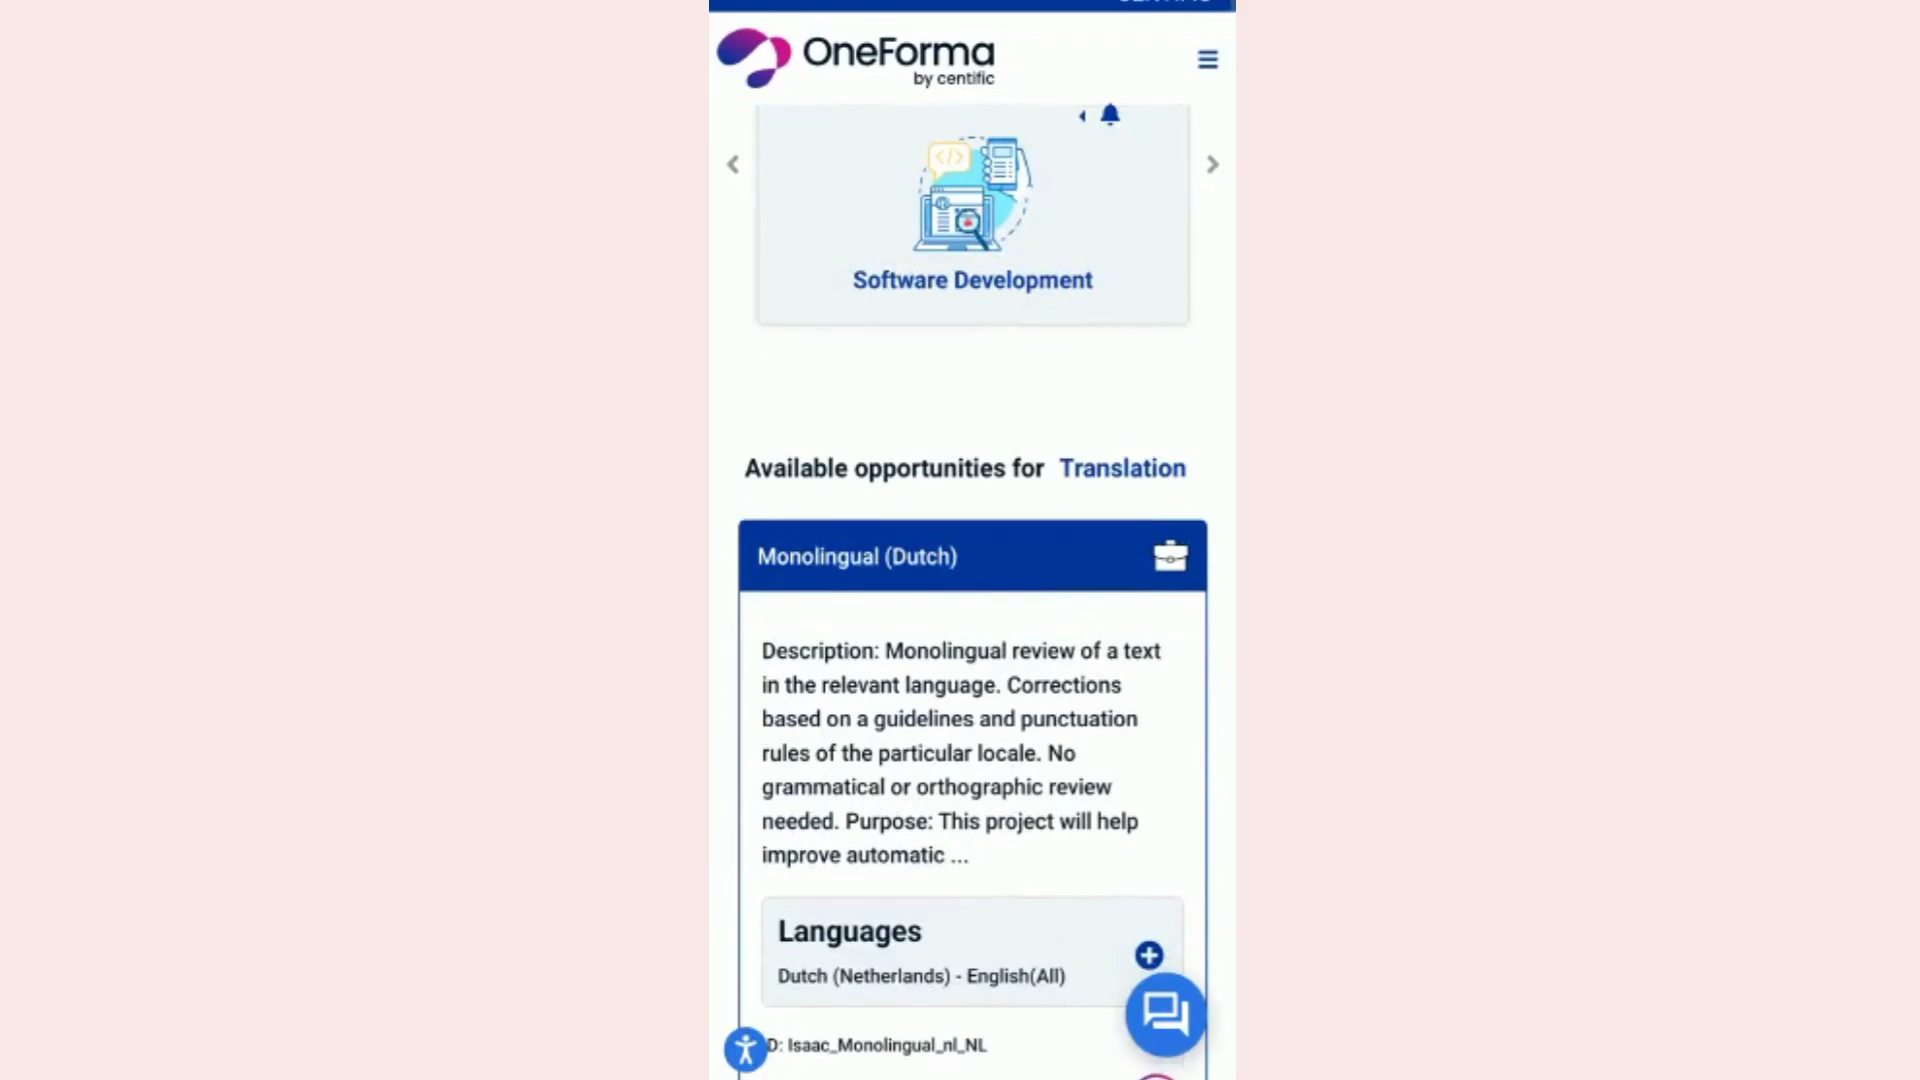 OneForma
by centific
</>
Software Development
Available opportunities for Translation
Monolingual (Dutch)
Description: Monolingual review of a text
in the relevant language. Corrections
based on a guidelines and punctuation
rules of the particular locale. No
grammatical or orthographic review
needed. Purpose: This project will help
improve automatic ...
Languages
Dutch (Netherlands) - English(All)
D: Isaac_Monolingual_nl_NL